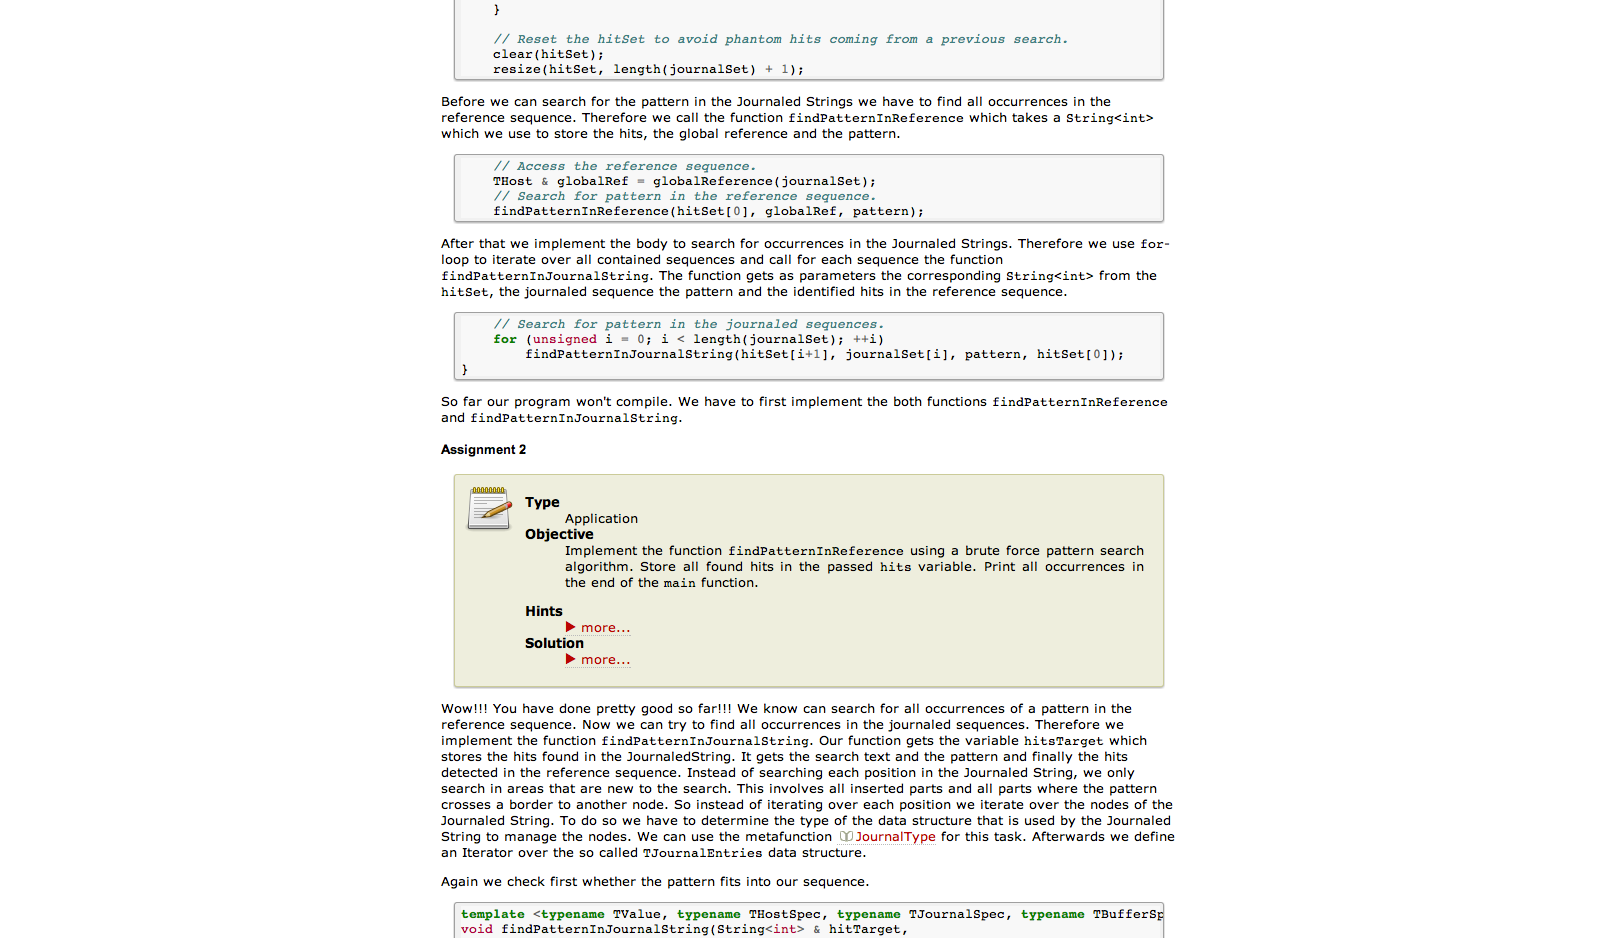 }
// Reset the hitSet to avoid phantom hits coming from a previous search.
clear(hitSet);
resize(hitSet, length(journalSet) + 1);
Before we can search for the pattern in the Journaled Strings we have to find all occurrences in the
reference sequence. Therefore we call the function findPatternInReference which takes a String<int>
which we use to store the hits, the global reference and the pattern.
// Access the reference sequence.
THost & globalRef = globalReference(journalSet);
// Search for pattern in the reference sequence.
findPatternInReference(hitSet[0], globalRef, pattern);
After that we implement the body to search for occurrences in the Journaled Strings. Therefore we use for-
loop to iterate over all contained sequences and call for each sequence the function
findPatternInJournalString. The function gets as parameters the corresponding String<int> from the
hitSet, the journaled sequence the pattern and the identified hits in the reference sequence.
// Search for pattern in the journaled sequences.
for (unsigned i = 0; i < length(journalSet); ++i)
findPatternInJournalString(hitSet[i+1], journalSet[i], pattern, hitSet[0]);
}
So far our program won't compile. We have to first implement the both functions findPatternInReference
and findPatternInJournalString.
Assignment 2
Type
Application
Objective
Implement the function findPatternInReference using a brute force pattern search
algorithm. Store all found hits in the passed hits variable. Print all occurrences in
the end of the main function.
Hints
more...
Solution
more...
Wow!!! You have done pretty good so far!!! We know can search for all occurrences of a pattern in the
reference sequence. Now we can try to find all occurrences in the journaled sequences. Therefore we
implement the function findPatternInJournalString. Our function gets the variable hitsTarget which
stores the hits found in the JournaledString. It gets the search text and the pattern and finally the hits
detected in the reference sequence. Instead of searching each position in the Journaled String, we only
search in areas that are new to the search. This involves all inserted parts and all parts where the pattern
crosses a border to another node. So instead of iterating over each position we iterate over the nodes of the
Journaled String. To do so we have to determine the type of the data structure that is used by the Journaled
String to manage the nodes. We can use the metafunction JournalType for this task. Afterwards we define
an Iterator over the so called TJournalEntries data structure.
Again we check first whether the pattern fits into our sequence.
template <typename TValue, typename THostSpec, typename TJournalSpec, typename TBufferSp
void findPatternInJournalString(String<int> & hitTarget,